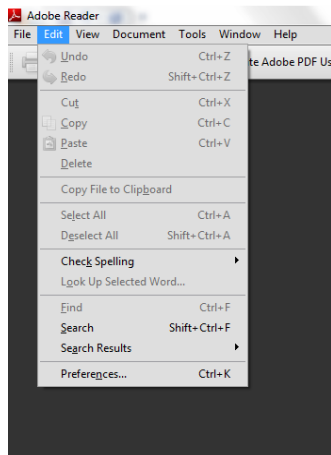 Adobe Reader
File Edit View Document Tools Window Help
Undo Ctrl+Z
te Adobe PDF Us
Redo Shift+Ctrl+Z
Cut Ctrl+X
Copy Ctrl+C
Paste Ctrl+V
Delete
Copy File to Clipboard
Select All Ctrl+A
Deselect All Shift+Ctrl+A
Check Spelling
Look Up Selected Word...
Find Ctrl+F
Search Shift+Ctrl+F
Search Results
Preferences... Ctrl+K